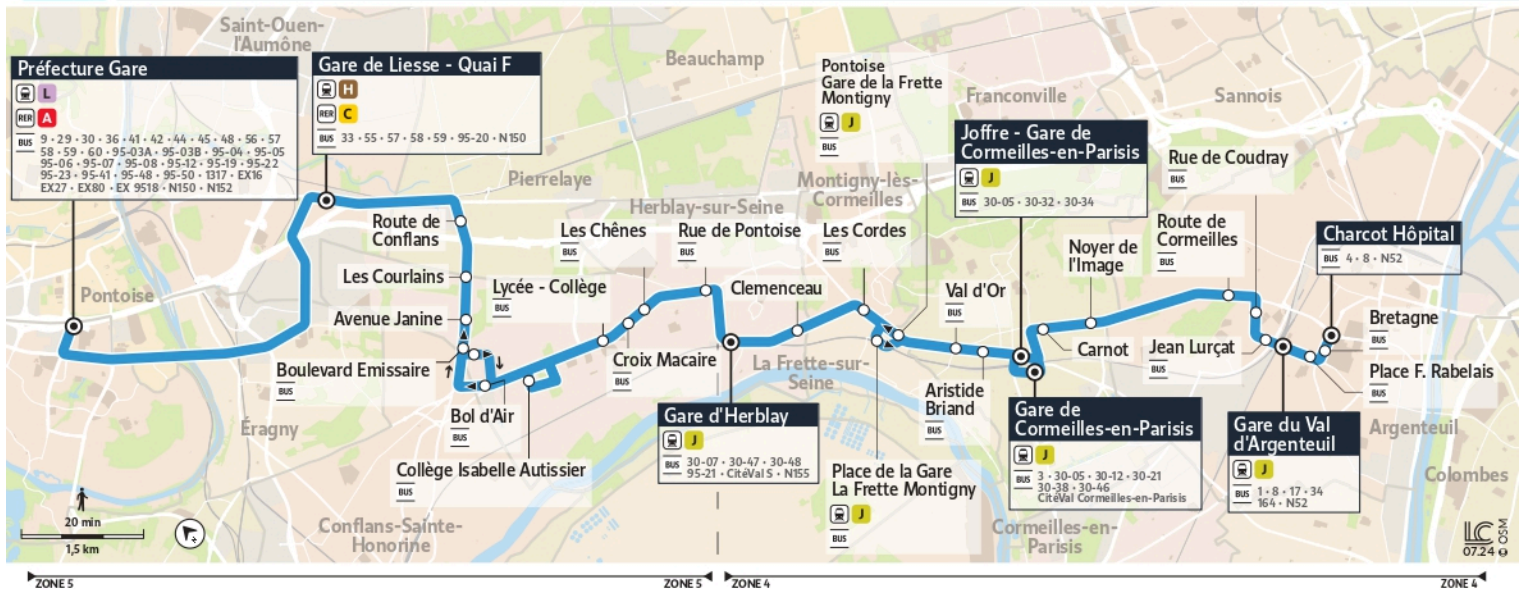 Saint-Ouen-
l'Aumône
Beauchamp
Franconville
Sannois
Pierrelaye
Herblay-sur-Seine
Montigny-lès-
Cormeilles
Pontoise
Éragny
Conflans-Sainte-
Honorine
La Frette-sur-
Seine
Cormeilles-en-
Parisis
Argenteuil
Colombes
Préfecture Gare
L
RER A
BUS 9 • 29 • 30 • 36 • 41 • 42 • 44 • 45 • 48 • 56 • 57
58 • 59 • 60 • 95-03A • 95-03B • 95-04 • 95-05
95-06 • 95-07 • 95-08 • 95-12 • 95-19 • 95-22
95-23 • 95-41 • 95-48 • 95-50 • 1317 • EX16
EX27 • EX80 • EX 9518 • N150 • N152
Gare de Liesse - Quai F
H
RER C
BUS 33 • 55 • 57 • 58 • 59 • 95-20 • N150
Route de
Conflans
Les Courlains
Avenue Janine
Boulevard Emissaire
BUS
Bol d'Air
BUS
Lycée - Collège
BUS
Collège Isabelle Autissier
BUS
Les Chênes
BUS
Croix Macaire
BUS
Rue de Pontoise
BUS
Gare d'Herblay
J
BUS 30-07 • 30-47 • 30-48
95-21 • CitéVal S • N155
Clemenceau
Les Cordes
BUS
Pontoise
Gare de la Frette
Montigny
J
BUS
Place de la Gare
La Frette Montigny
J
BUS
Val d'Or
BUS
Aristide
Briand
BUS
Joffre - Gare de
Cormeilles-en-Parisis
J
BUS 30-05 • 30-32 • 30-34
Gare de
Cormeilles-en-Parisis
J
BUS 3 • 30-05 • 30-12 • 30-21
30-38 • 30-46
CitéVal Cormeilles-en-Parisis
Carnot
Noyer de
l'Image
Route de
Cormeilles
BUS
Rue de Coudray
BUS
Jean Lurçat
BUS
Gare du Val
d'Argenteuil
J
BUS 1 • 8 • 17 • 34
164 • N52
Charcot Hôpital
BUS 4 • 8 • N52
Bretagne
BUS
Place F. Rabelais
BUS
20 min
1,5 km
LC
07.24 © OSM
ZONE 5
ZONE 5
ZONE 4
ZONE 4